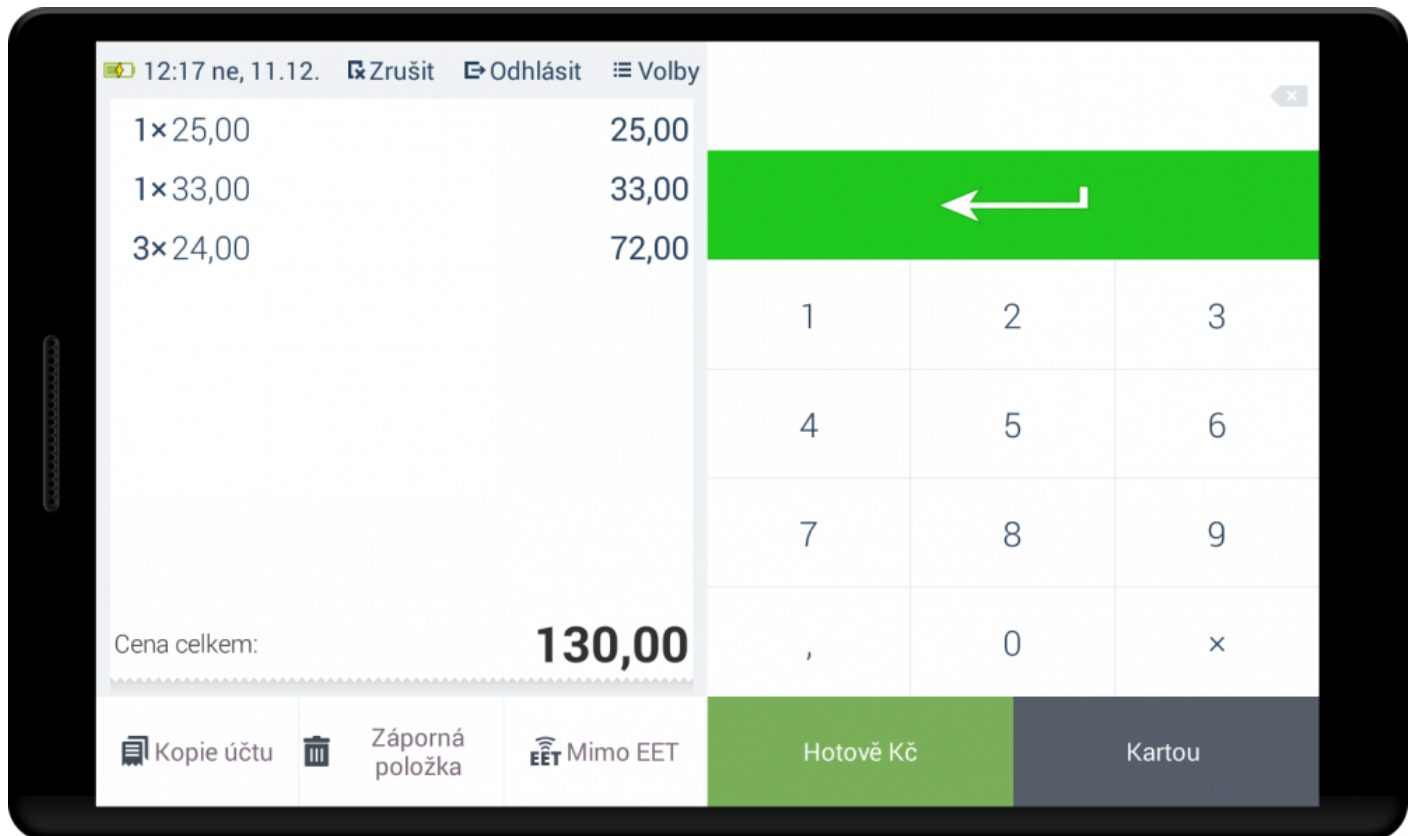 12:17 ne, 11.12. Zrušit Odhlásit Volby
1×25,00 25,00
1×33,00 33,00
3×24,00 72,00
Cena celkem: 130,00
1 2 3
4 5 6
7 8 9
, 0 ×
Kopie účtu
Záporná
položka
EET Mimo EET
Hotově Kč
Kartou